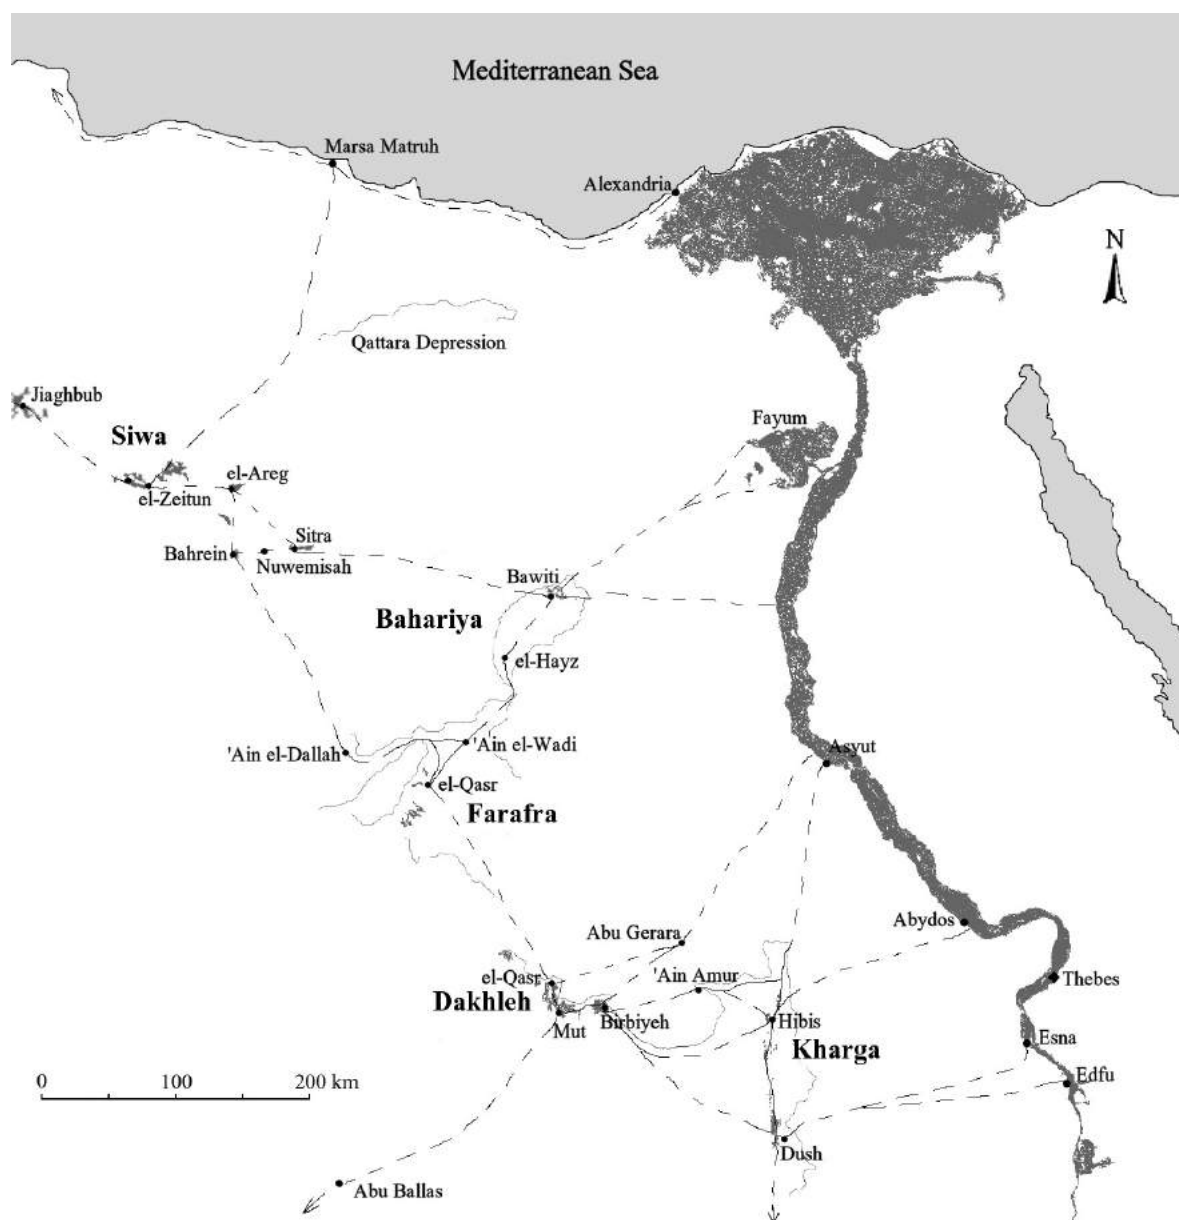 Mediterranean Sea
Marsa Matruh
Alexandria
N
Qattara Depression
Jiaghbub
Fayum
Siwa
el-Areg
el-Zeitun
Sitra
Bahrein
Nuwemisah
Bawiti
Bahariya
el-Hayz
'Ain el-Dallah
'Ain el-Wadi
Asyut
el-Qasr
Farafra
Abydos
Abu Gerara
el-Qasr
'Ain Amur
Thebes
Dakhleh
Mut
Birbiyeh
Hibis
Esna
Kharga
Edfu
0 100 200 km
Dush
Abu Ballas